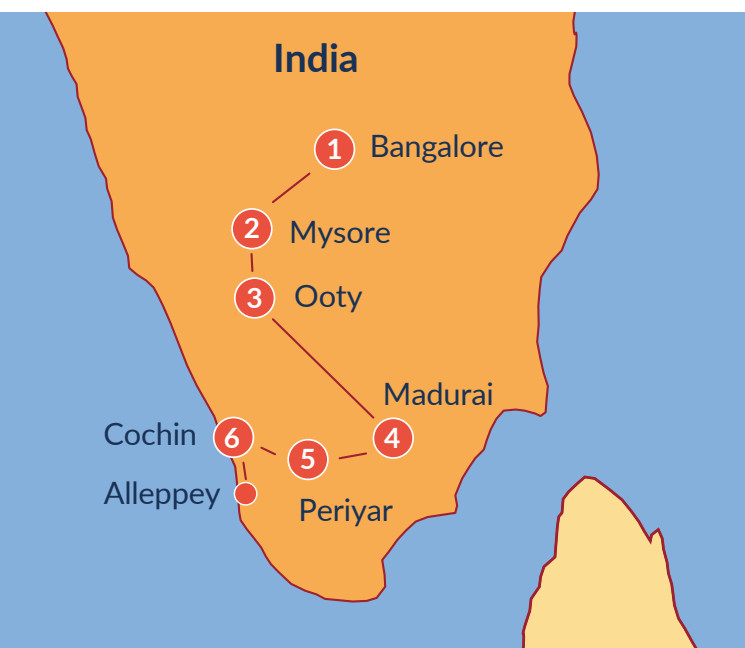 India
1 Bangalore
2 Mysore
3 Ooty
Madurai
4
Cochin 6
5
Alleppey
Periyar